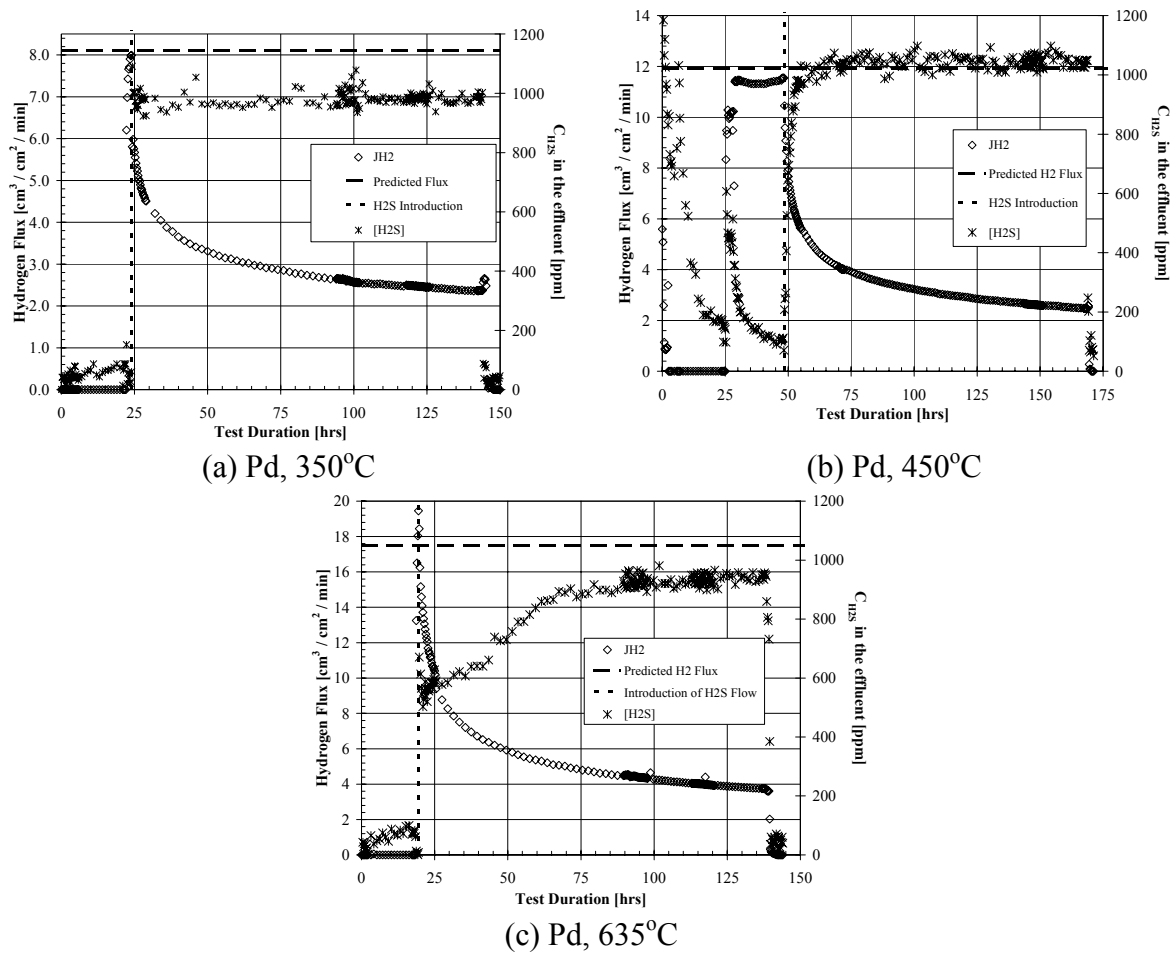 8.0
7.0
6.0
5.0
4.0
3.0
2.0
1.0
0.0
Hydrogen Flux [cm³ / cm² / min]
1200
1000
800
600
400
200
0
C_H2S in the effluent [ppm]
JH2
Predicted Flux
H2S Introduction
[H2S]
0 25 50 75 100 125 150
Test Duration [hrs]
(a) Pd, 350°C
14
12
10
8
6
4
2
0
Hydrogen Flux [cm³ / cm² / min]
1200
1000
800
600
400
200
0
C_H2S in the effluent [ppm]
JH2
Predicted H2 Flux
H2S Introduction
[H2S]
0 25 50 75 100 125 150 175
Test Duration [hrs]
(b) Pd, 450°C
20
18
16
14
12
10
8
6
4
2
0
Hydrogen Flux [cm³ / cm² / min]
1200
1000
800
600
400
200
0
C_H2S in the effluent [ppm]
JH2
Predicted H2 Flux
Introduction of H2S Flow
[H2S]
0 25 50 75 100 125 150
Test Duration [hrs]
(c) Pd, 635°C